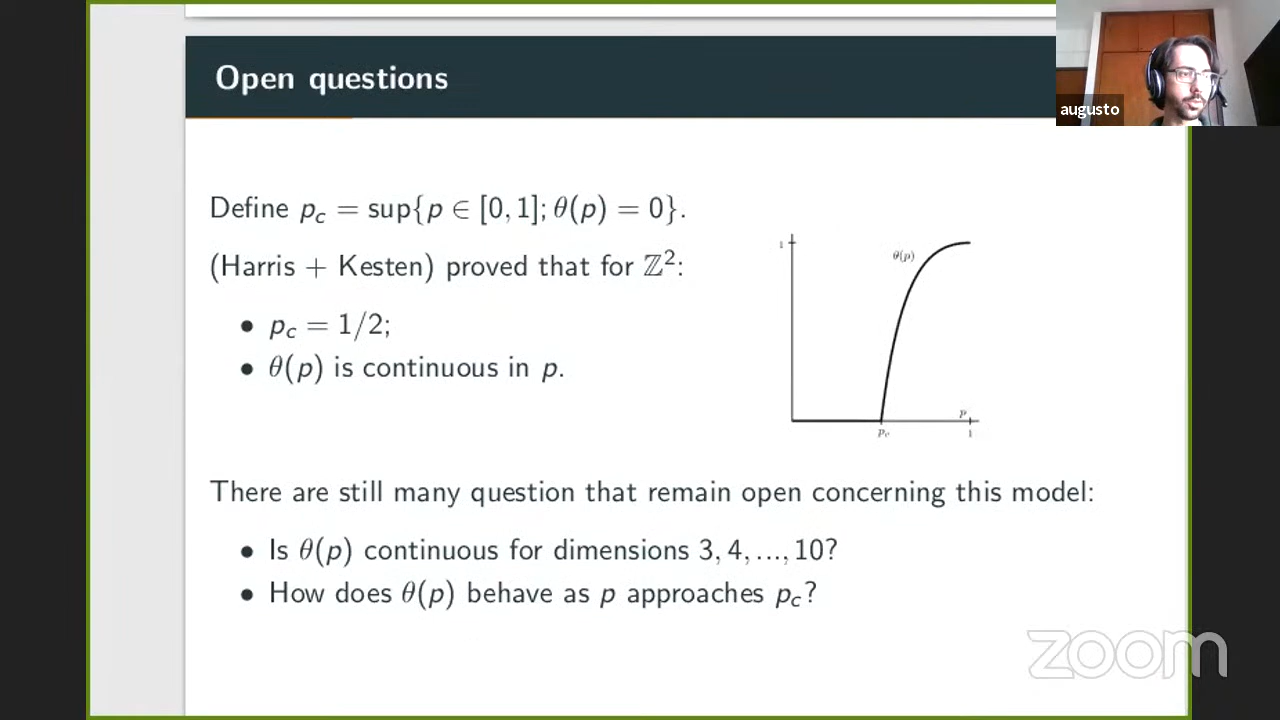 Open questions
augusto
Define p_c = sup{p ∈ [0, 1]; θ(p) = 0}.
(Harris + Kesten) proved that for ℤ²:
• p_c = 1/2;
• θ(p) is continuous in p.
1
θ(p)
p
p_c
1
There are still many question that remain open concerning this model:
• Is θ(p) continuous for dimensions 3, 4, ..., 10?
• How does θ(p) behave as p approaches p_c?
zoom